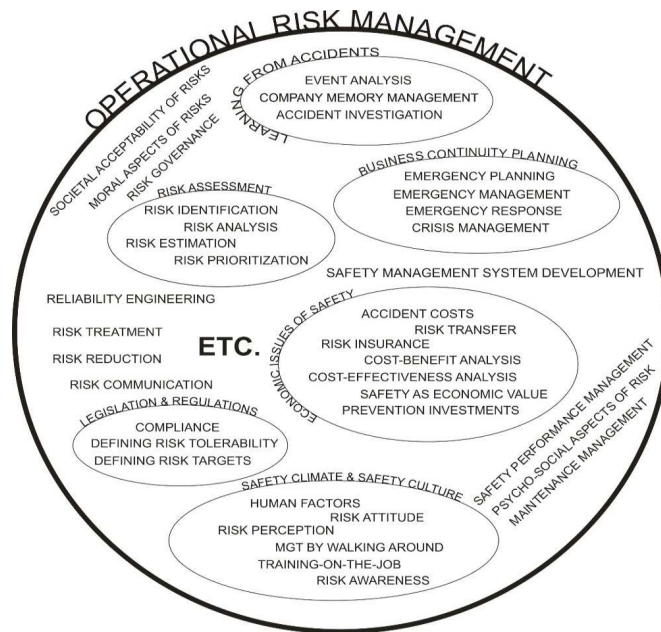 OPERATIONAL RISK MANAGEMENT
LEARNING FROM ACCIDENTS
EVENT ANALYSIS
COMPANY MEMORY MANAGEMENT
ACCIDENT INVESTIGATION
SOCIETAL ACCEPTABILITY OF RISKS
MORAL ASPECTS OF RISKS
RISK GOVERNANCE
BUSINESS CONTINUITY PLANNING
EMERGENCY PLANNING
EMERGENCY MANAGEMENT
EMERGENCY RESPONSE
CRISIS MANAGEMENT
RISK ASSESSMENT
RISK IDENTIFICATION
RISK ANALYSIS
RISK ESTIMATION
RISK PRIORITIZATION
SAFETY MANAGEMENT SYSTEM DEVELOPMENT
RELIABILITY ENGINEERING
RISK TREATMENT
RISK REDUCTION
RISK COMMUNICATION
ETC.
ECONOMIC ISSUES OF SAFETY
ACCIDENT COSTS
RISK TRANSFER
RISK INSURANCE
COST-BENEFIT ANALYSIS
COST-EFFECTIVENESS ANALYSIS
SAFETY AS ECONOMIC VALUE
PREVENTION INVESTMENTS
LEGISLATION & REGULATIONS
COMPLIANCE
DEFINING RISK TOLERABILITY
DEFINING RISK TARGETS
SAFETY PERFORMANCE MANAGEMENT
PSYCHO-SOCIAL ASPECTS OF RISK
MAINTENANCE MANAGEMENT
SAFETY CLIMATE & SAFETY CULTURE
HUMAN FACTORS
RISK ATTITUDE
RISK PERCEPTION
MGT BY WALKING AROUND
TRAINING-ON-THE-JOB
RISK AWARENESS